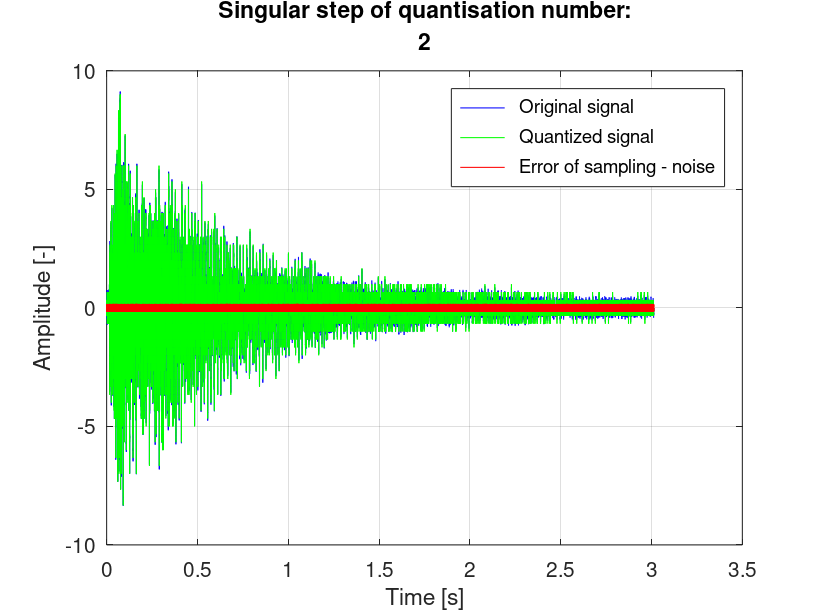 Singular step of quantisation number:
2
10
5
0
-5
-10
Amplitude [-]
Original signal
Quantized signal
Error of sampling - noise
0 0.5 1 1.5 2 2.5 3 3.5
Time [s]